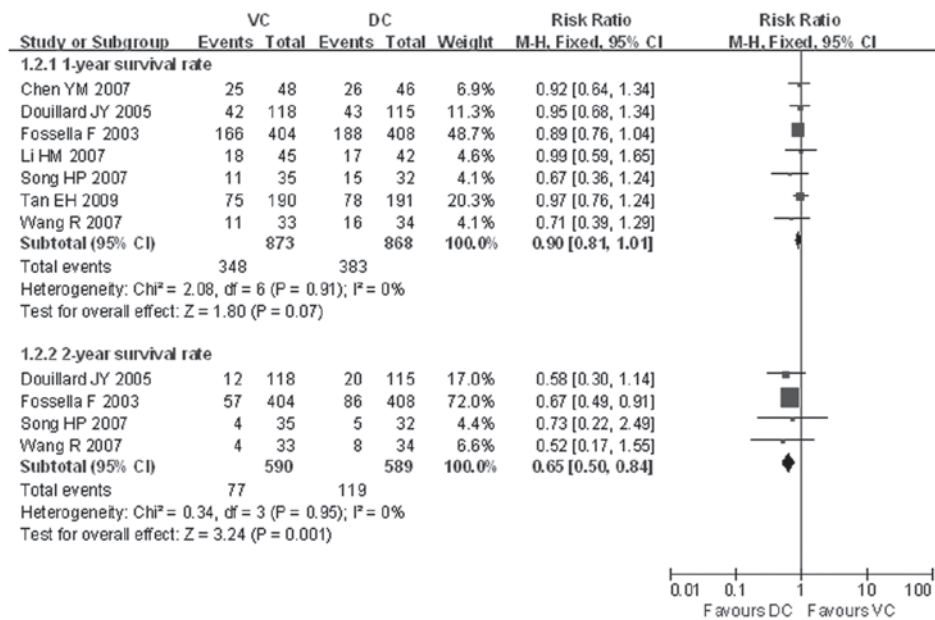 VC DC Risk Ratio Risk Ratio
Study or Subgroup Events Total Events Total Weight M-H, Fixed, 95% CI M-H, Fixed, 95% CI
1.2.1 1-year survival rate
Chen YM 2007 25 48 26 46 6.9% 0.92 [0.64, 1.34]
Douillard JY 2005 42 118 43 115 11.3% 0.95 [0.68, 1.34]
Fossella F 2003 166 404 188 408 48.7% 0.89 [0.76, 1.04]
Li HM 2007 18 45 17 42 4.6% 0.99 [0.59, 1.65]
Song HP 2007 11 35 15 32 4.1% 0.67 [0.36, 1.24]
Tan EH 2009 75 190 78 191 20.3% 0.97 [0.76, 1.24]
Wang R 2007 11 33 16 34 4.1% 0.71 [0.39, 1.29]
Subtotal (95% CI) 873 868 100.0% 0.90 [0.81, 1.01]
Total events 348 383
Heterogeneity: Chi² = 2.08, df = 6 (P = 0.91); I² = 0%
Test for overall effect: Z = 1.80 (P = 0.07)
1.2.2 2-year survival rate
Douillard JY 2005 12 118 20 115 17.0% 0.58 [0.30, 1.14]
Fossella F 2003 57 404 86 408 72.0% 0.67 [0.49, 0.91]
Song HP 2007 4 35 5 32 4.4% 0.73 [0.22, 2.49]
Wang R 2007 4 33 8 34 6.6% 0.52 [0.17, 1.55]
Subtotal (95% CI) 590 589 100.0% 0.65 [0.50, 0.84]
Total events 77 119
Heterogeneity: Chi² = 0.34, df = 3 (P = 0.95); I² = 0%
Test for overall effect: Z = 3.24 (P = 0.001)
0.01 0.1 1 10 100
Favours DC Favours VC